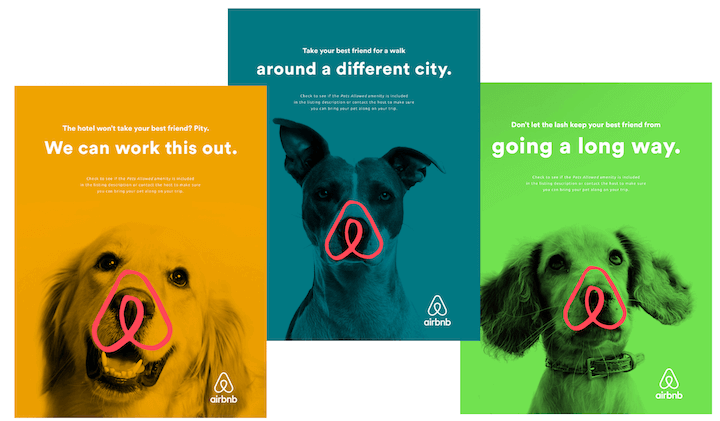 The hotel won't take your best friend? Pity.
We can work this out.
Check to see if the Pets Allowed amenity is included
in the listing description or contact the host to make sure
you can bring your pet along on your trip.
airbnb
Take your best friend for a walk
around a different city.
Check to see if the Pets Allowed amenity is included
in the listing description or contact the host to make sure
you can bring your pet along on your trip.
airbnb
Don't let the lash keep your best friend from
going a long way.
Check to see if the Pets Allowed amenity is included
in the listing description or contact the host to make sure
you can bring your pet along on your trip.
airbnb